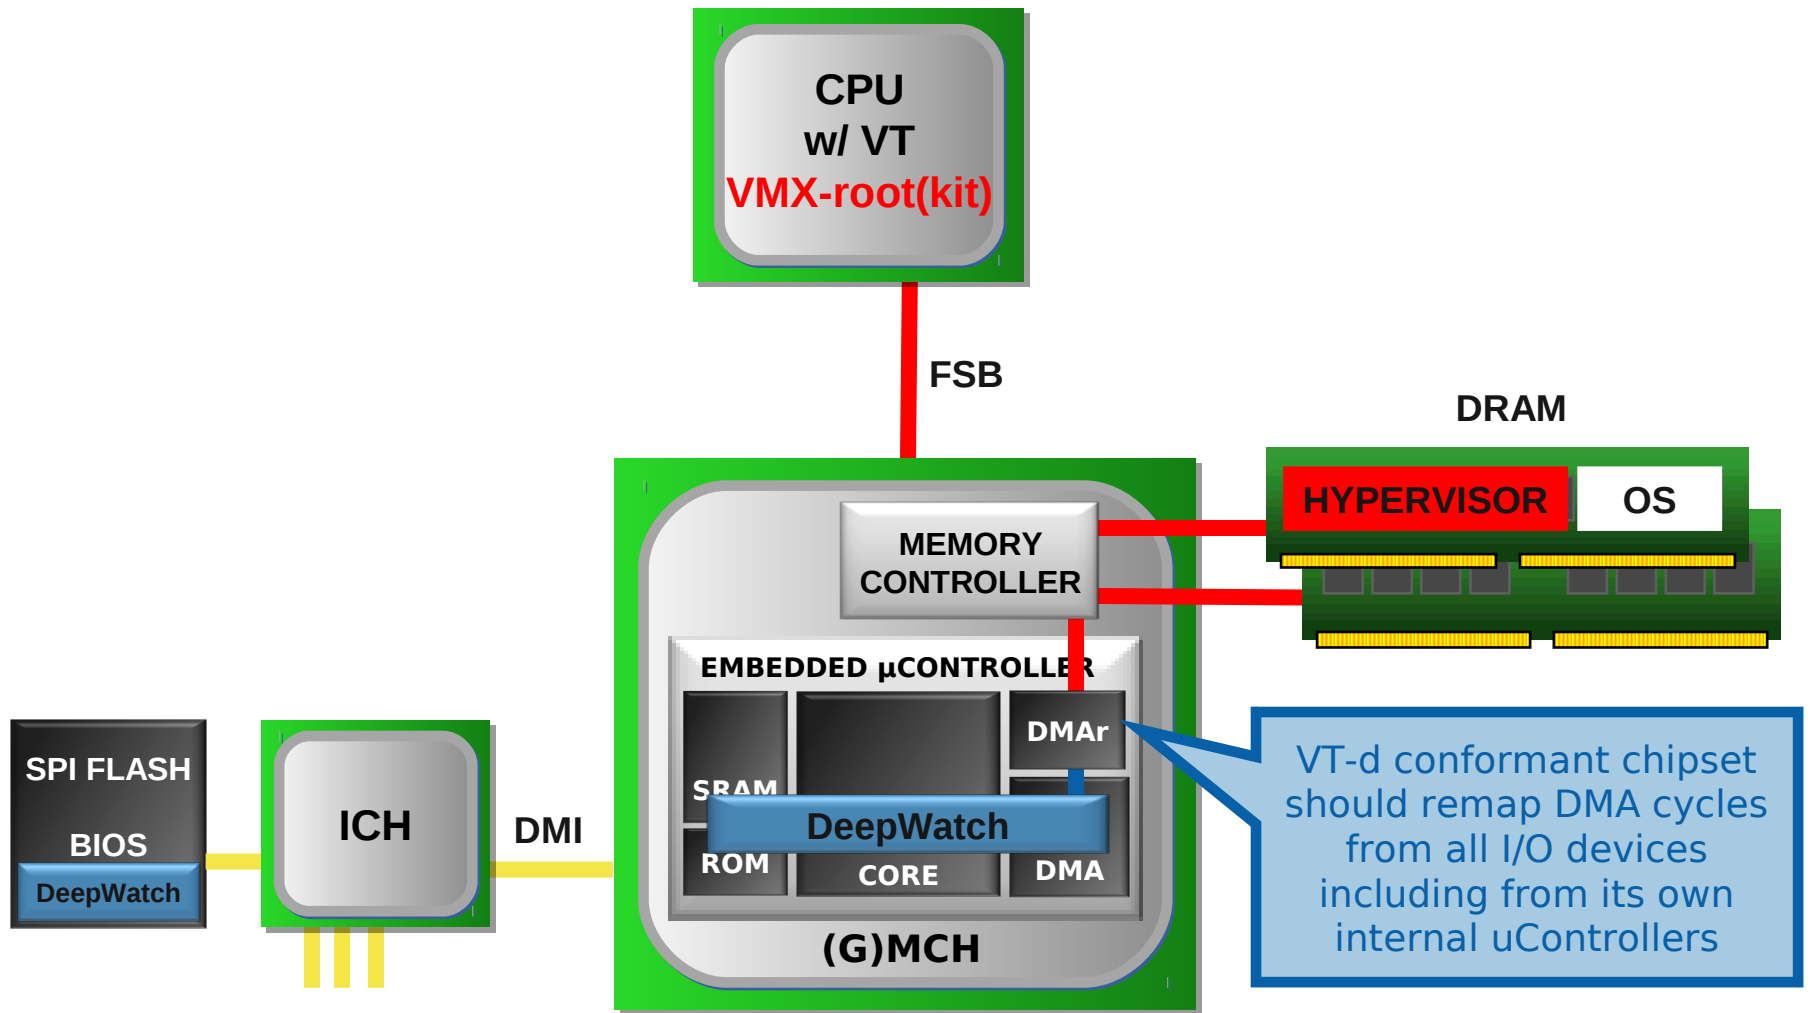 CPU
w/ VT
VMX-root(kit)
FSB
DRAM
HYPERVISOR
OS
MEMORY
CONTROLLER
EMBEDDED µCONTROLLER
DMAr
SRAM
DeepWatch
ROM
CORE
DMA
(G)MCH
SPI FLASH
BIOS
DeepWatch
ICH
DMI
VT-d conformant chipset
should remap DMA cycles
from all I/O devices
including from its own
internal uControllers